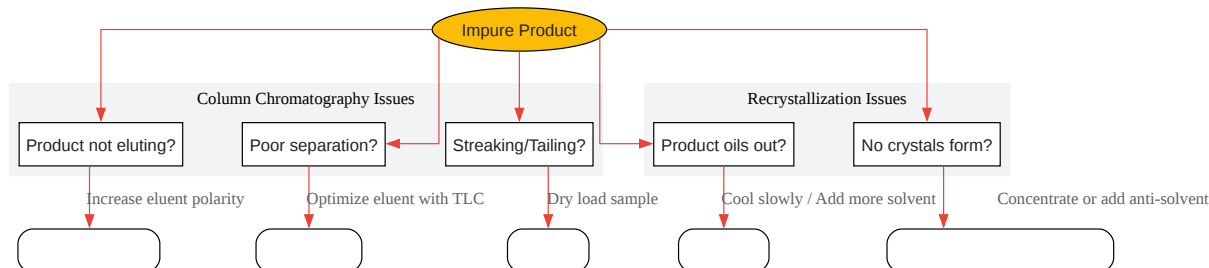 Impure Product
Column Chromatography Issues
Recrystallization Issues
Product not eluting?
Poor separation?
Streaking/Tailing?
Product oils out?
No crystals form?
Increase eluent polarity
Optimize eluent with TLC
Dry load sample
Cool slowly / Add more solvent
Concentrate or add anti-solvent